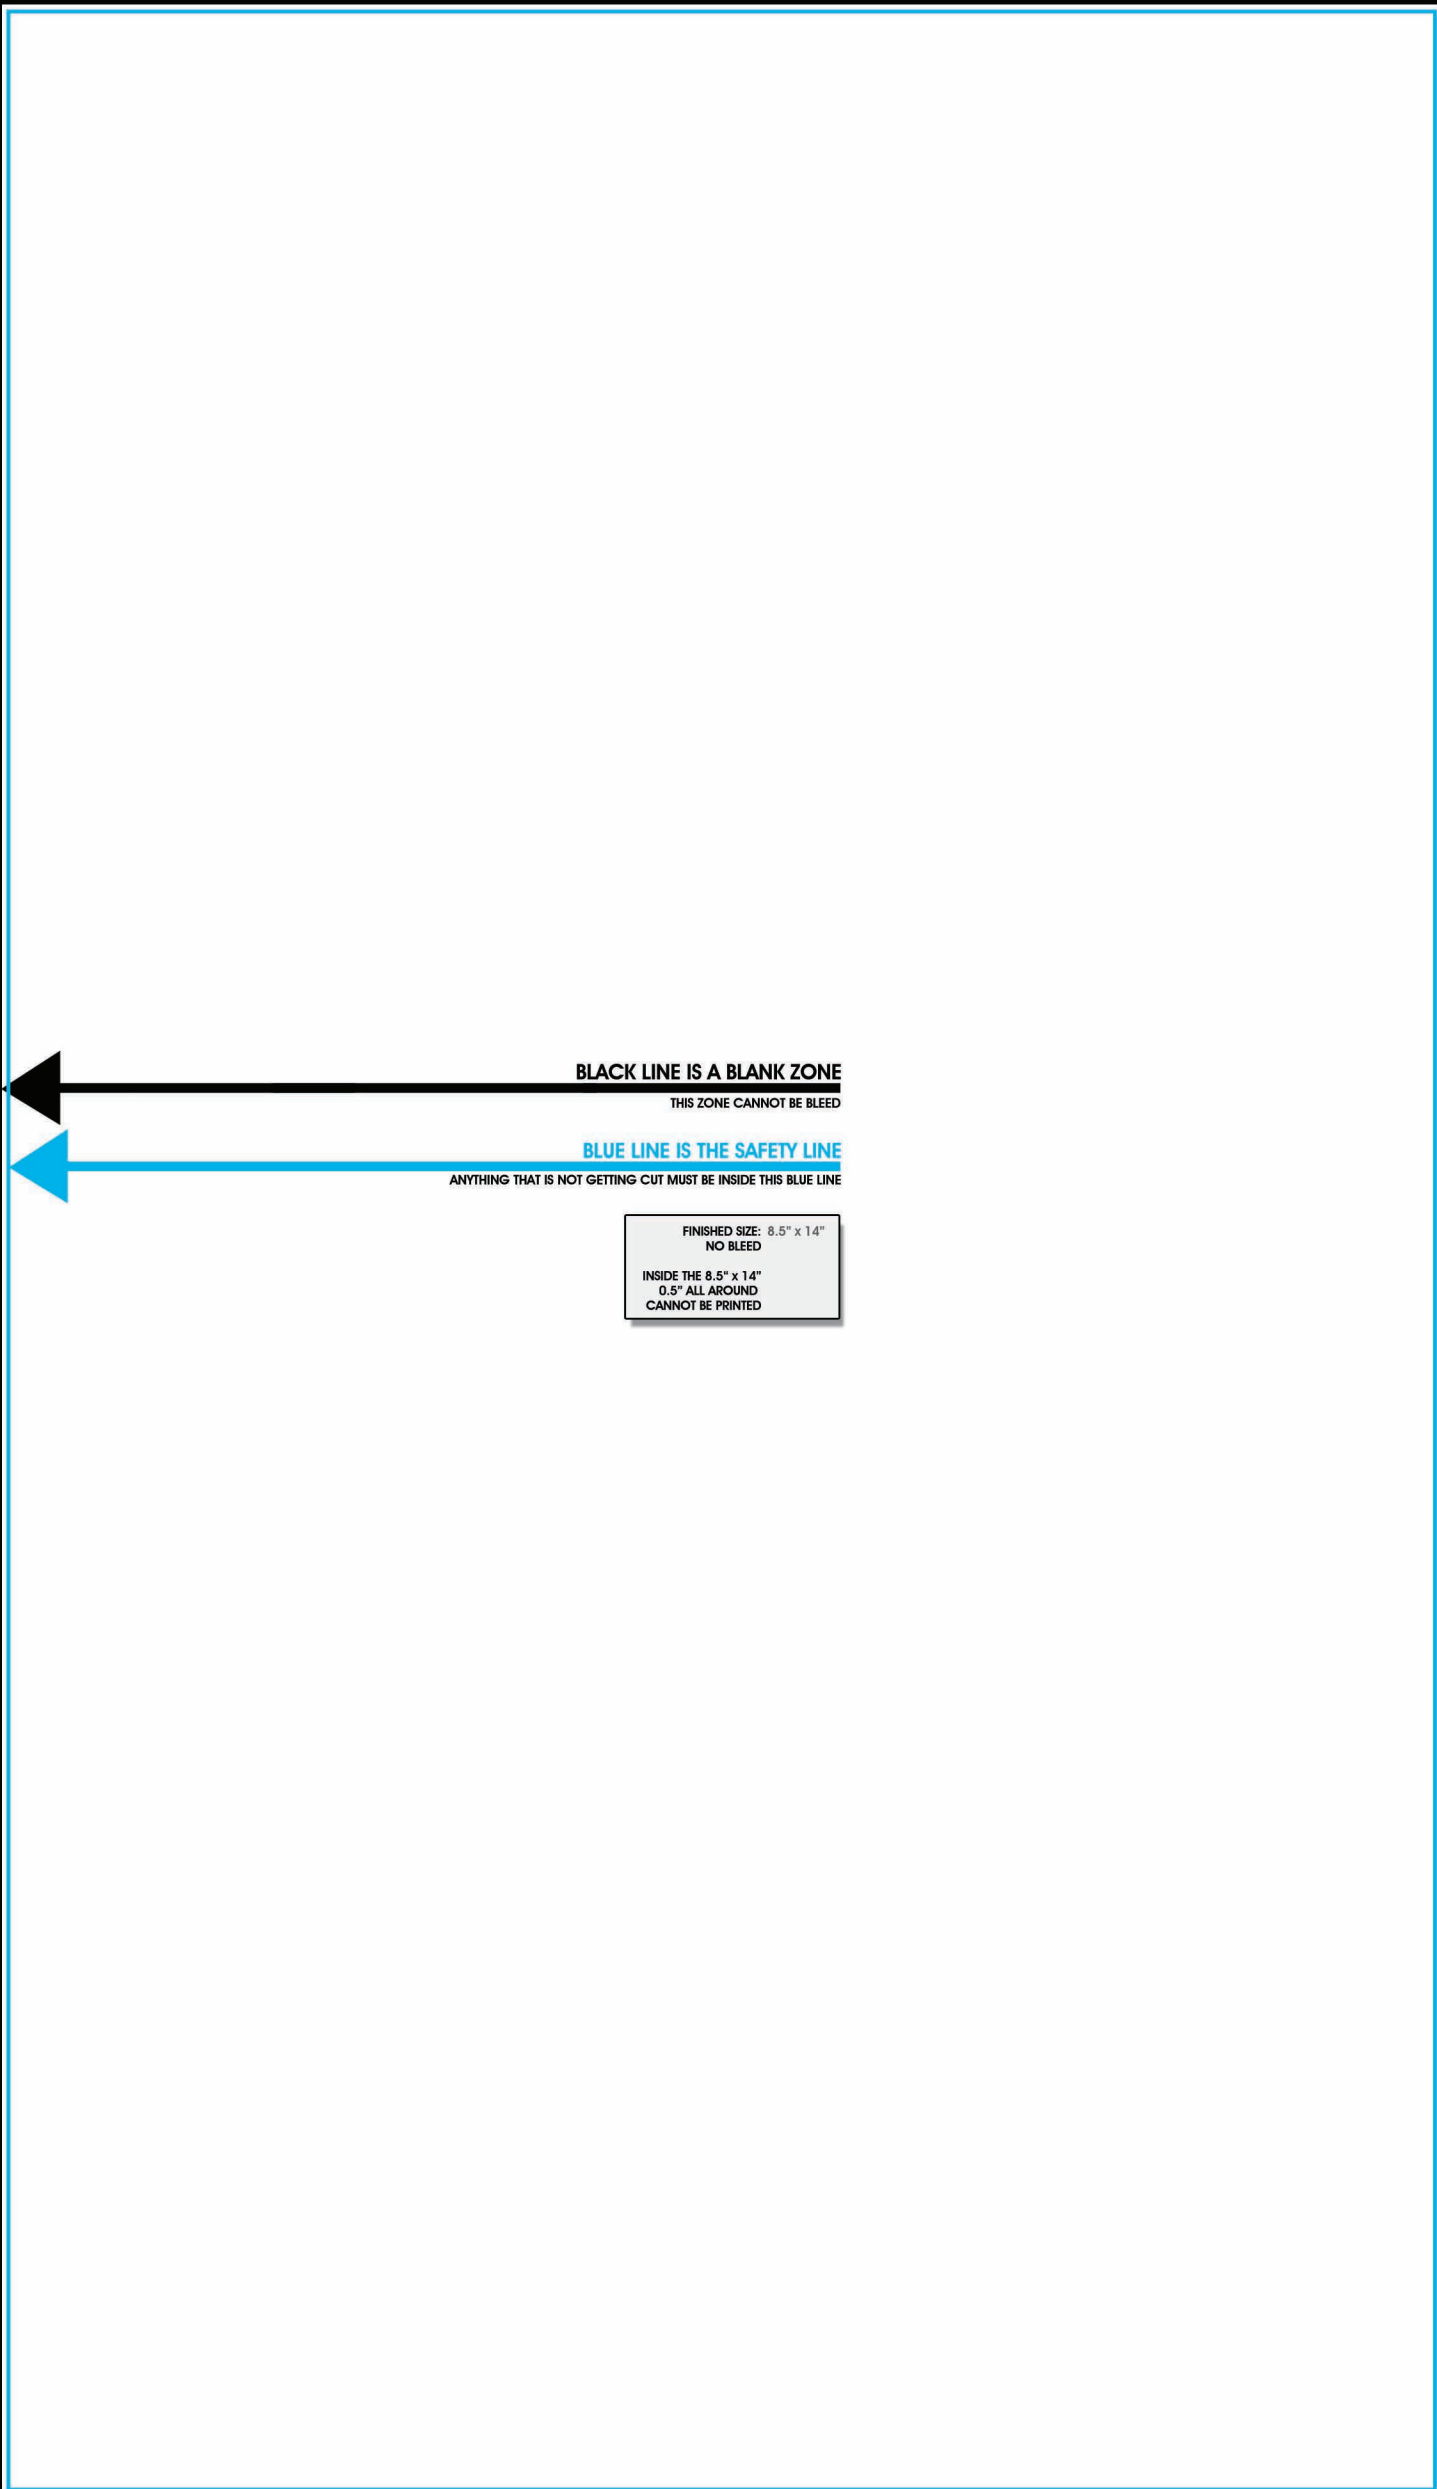 BLACK LINE IS A BLANK ZONE
THIS ZONE CANNOT BE BLEED
BLUE LINE IS THE SAFETY LINE
ANYTHING THAT IS NOT GETTING CUT MUST BE INSIDE THIS BLUE LINE
FINISHED SIZE: 8.5" x 14"
NO BLEED
INSIDE THE 8.5" x 14"
0.5" ALL AROUND
CANNOT BE PRINTED